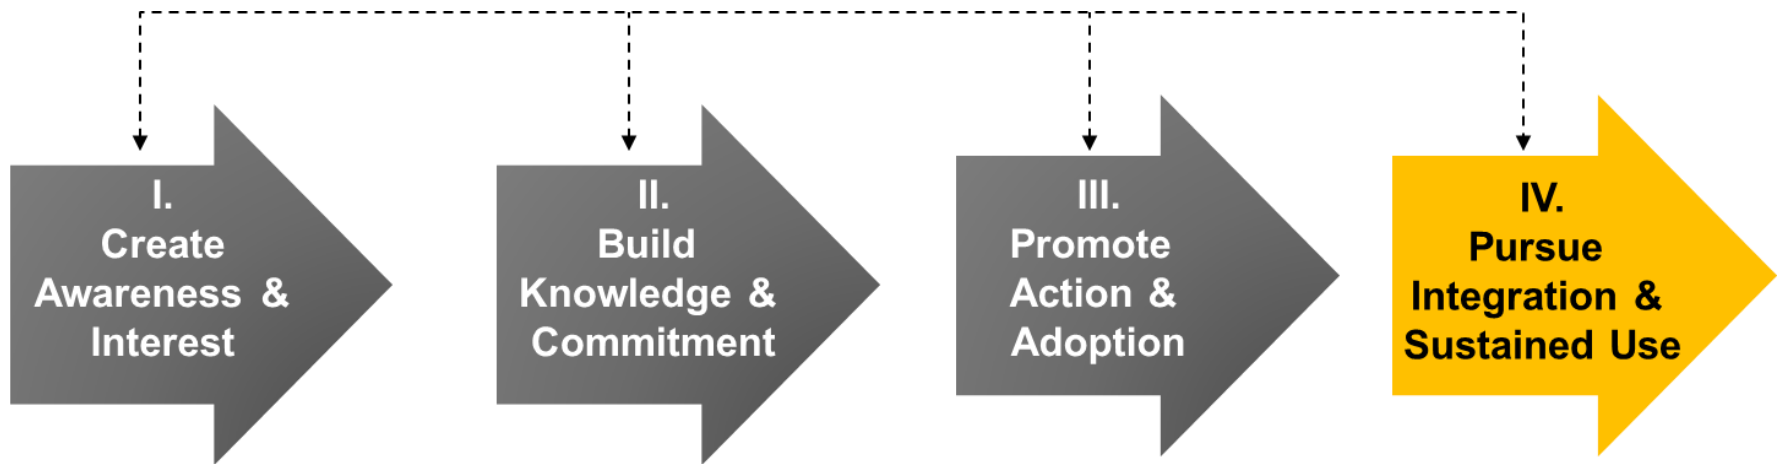 I.
Create
Awareness &
Interest
II.
Build
Knowledge &
Commitment
III.
Promote
Action &
Adoption
IV.
Pursue
Integration &
Sustained Use